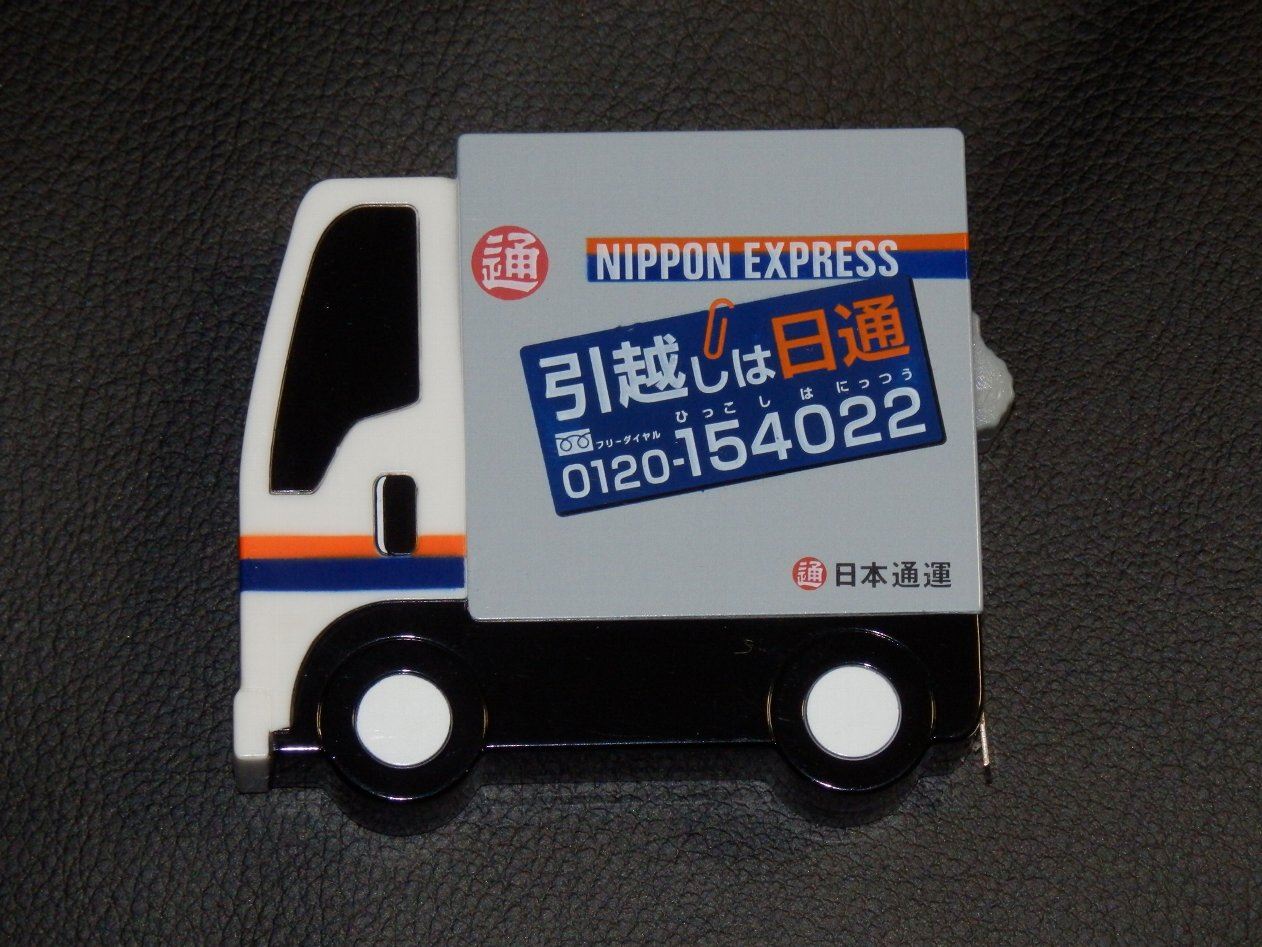 通
NIPPON EXPRESS
引越しは日通
ひっこし は にっつう
フリーダイヤル
0120-154022
通 日本通運